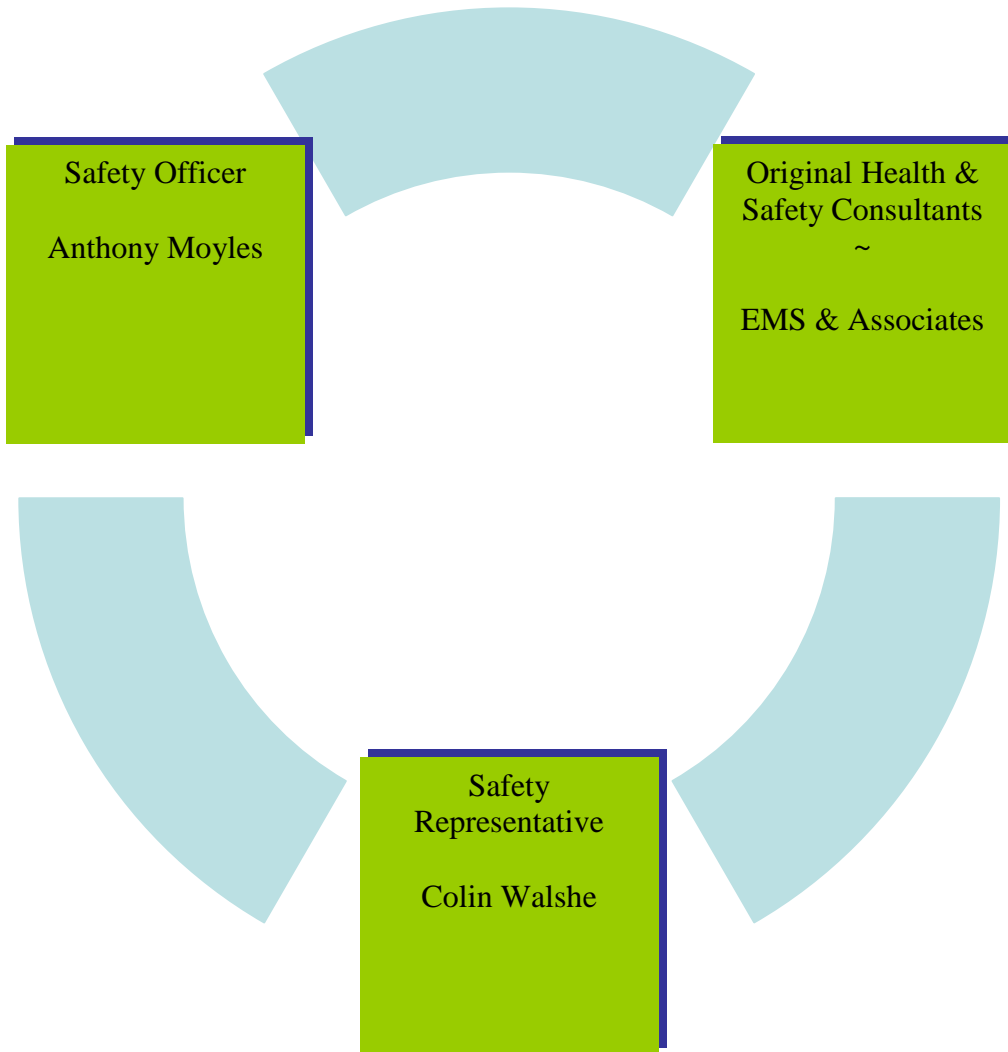 Safety Officer
Anthony Moyles
Original Health &
Safety Consultants
~
EMS & Associates
Safety
Representative
Colin Walshe